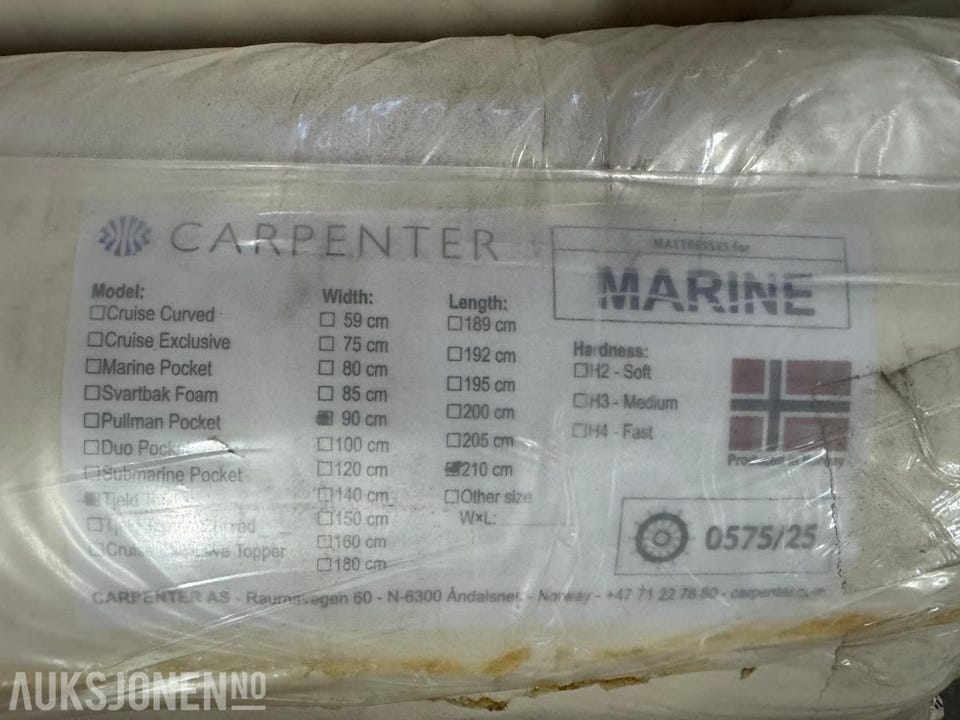 CARPENTER
MATTRESSES for
MARINE
Model:
Cruise Curved
Cruise Exclusive
Marine Pocket
Svartbak Foam
Pullman Pocket
Duo
Submarine Pocket
Tjeld
Topper
Width:
59 cm
75 cm
80 cm
85 cm
90 cm
100 cm
120 cm
140 cm
150 cm
160 cm
180 cm
Length:
189 cm
192 cm
195 cm
200 cm
205 cm
210 cm
Other size
W×L:
Hardness:
H2 - Soft
H3 - Medium
H4 - Fast
0575/25
CARPENTER AS - Raumavegen 60 - N-6300 Åndalsnes - Norway - +47 71 22 78 80 -
AUKSJONEN NO